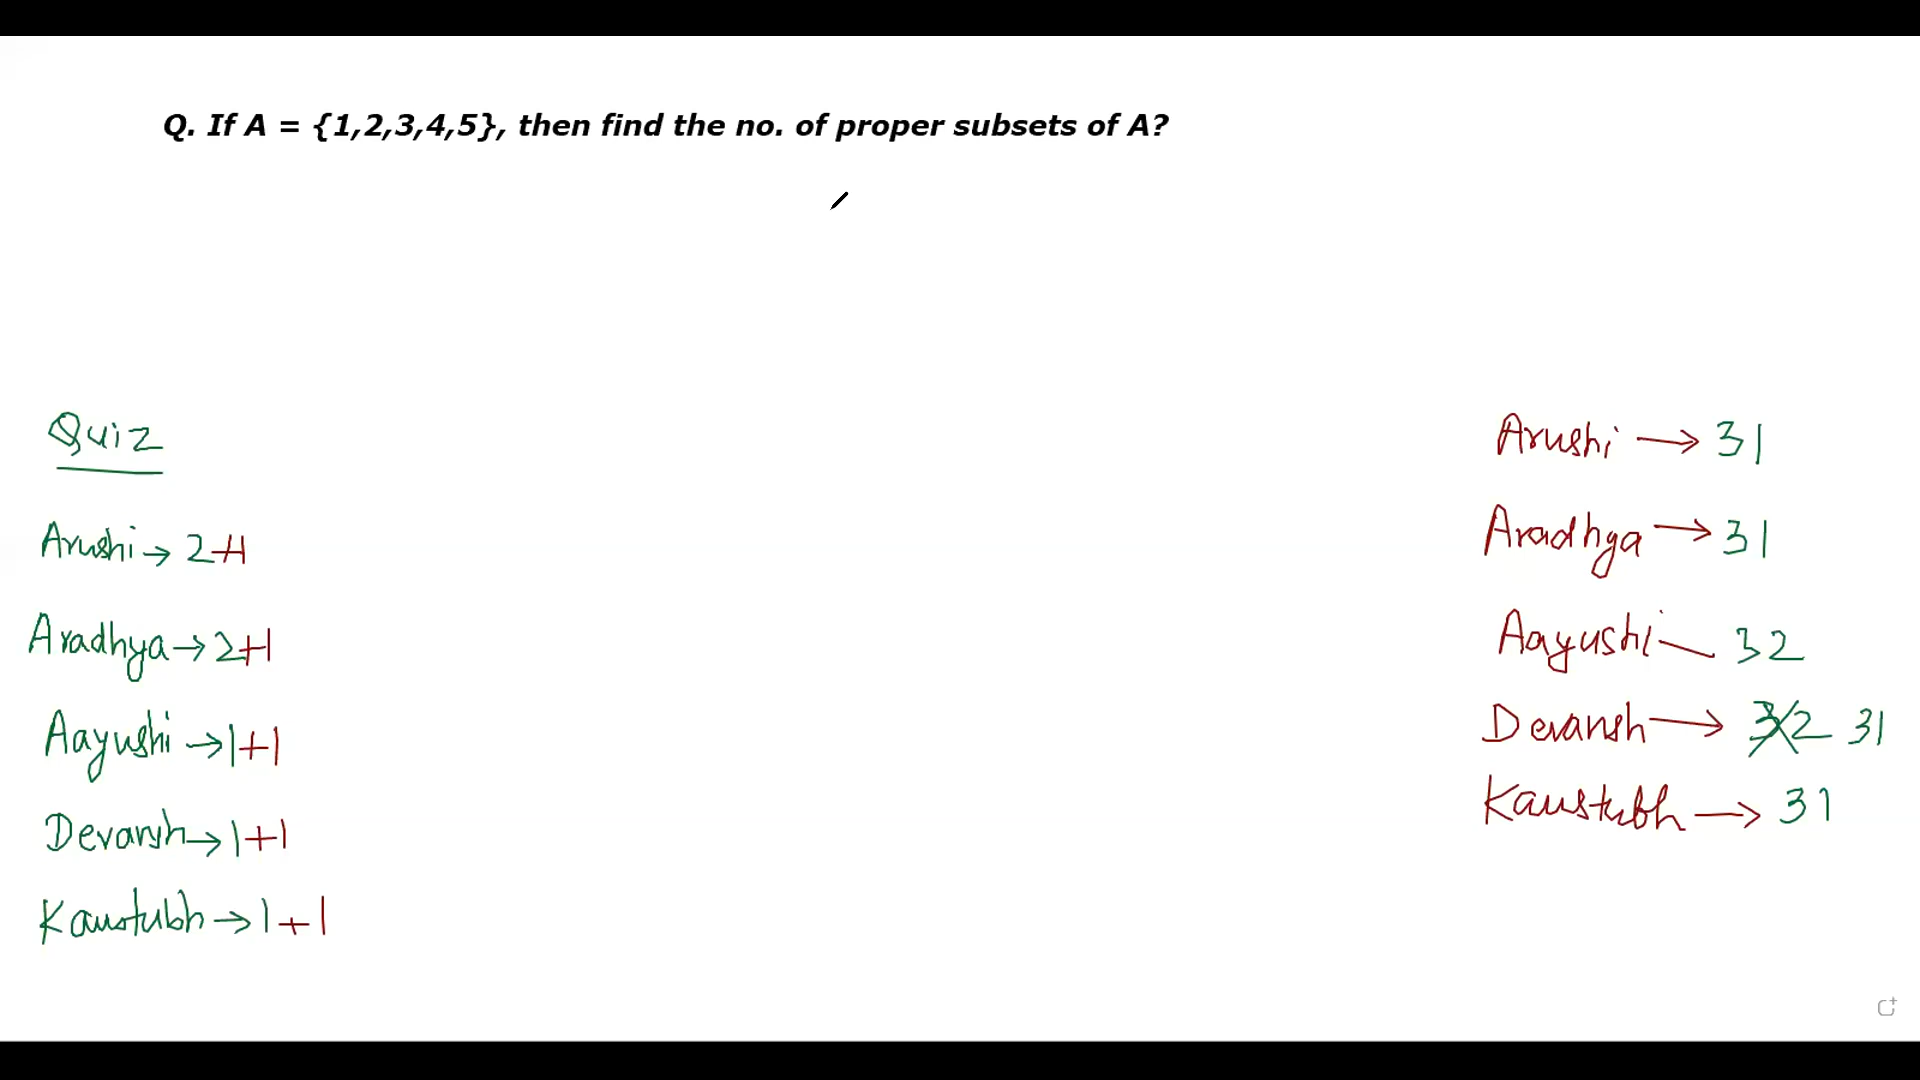 Q. If A = {1,2,3,4,5}, then find the no. of proper subsets of A?
Quiz
Arushi → 2+1
Aradhya → 2+1
Aayushi → 1+1
Devansh → 1+1
Kaustubh → 1+1
Arushi → 31
Aradhya → 31
Aayushi — 32
Devansh → 32 31
Kaustubh → 31